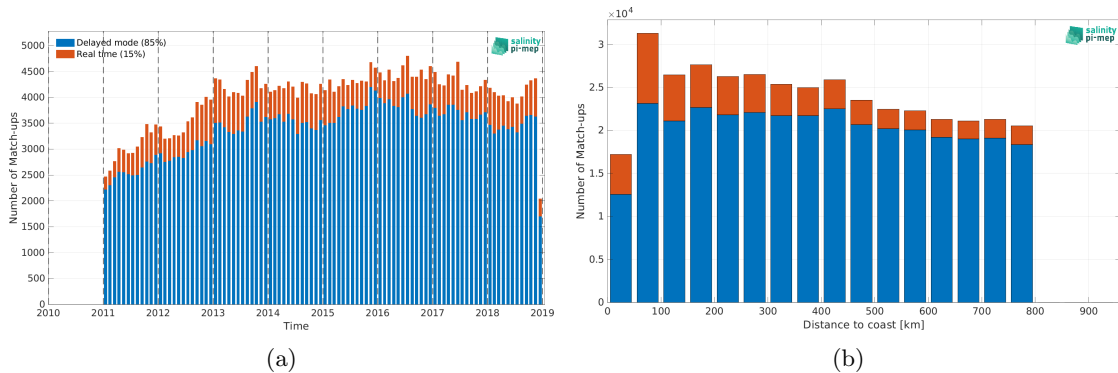 Delayed mode (85%)
Real time (15%)
salinity
pi-mep
5000
4500
4000
3500
3000
2500
2000
1500
1000
500
0
Number of Match-ups
2010 2011 2012 2013 2014 2015 2016 2017 2018 2019
Time
(a)
×10⁴
salinity
pi-mep
3
2.5
2
1.5
1
0.5
0
Number of Match-ups
0 100 200 300 400 500 600 700 800 900
Distance to coast [km]
(b)